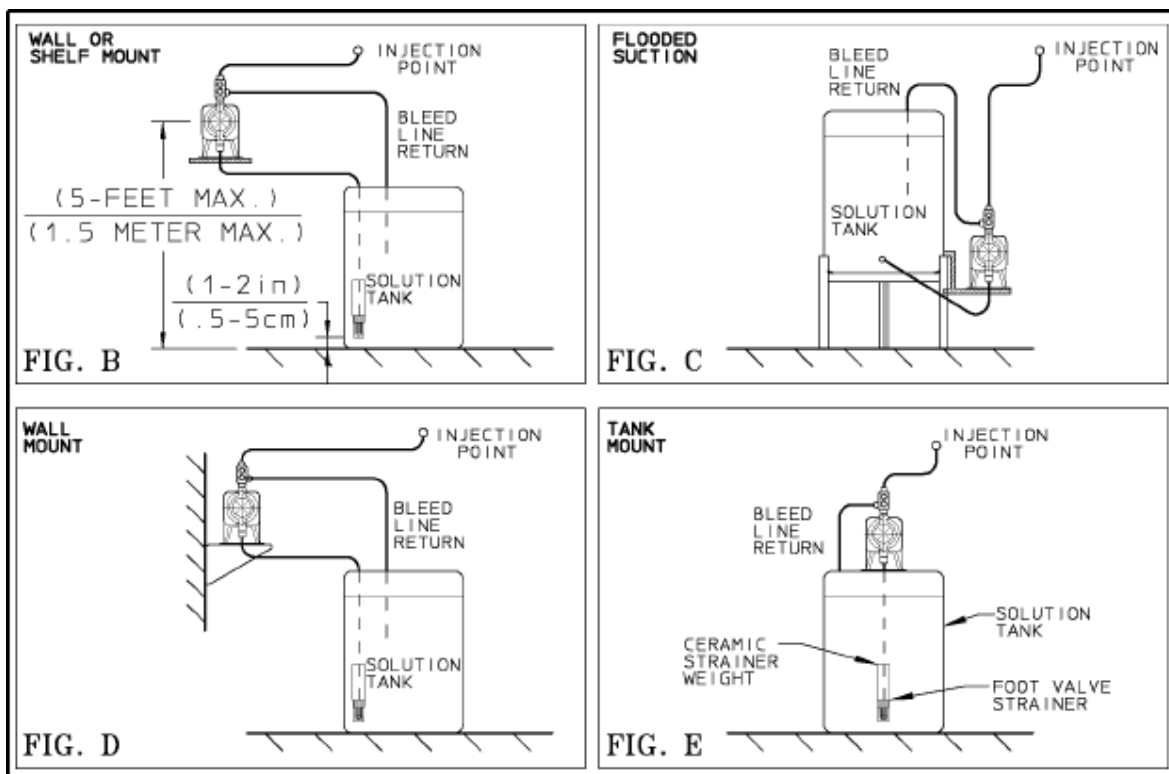 WALL OR
SHELF MOUNT
INJECTION
POINT
BLEED
LINE
RETURN
(5-FEET MAX.)
(1.5 METER MAX.)
(1-2in)
(.5-5cm)
SOLUTION
TANK
FIG. B
FLOODED
SUCTION
BLEED
LINE
RETURN
INJECTION
POINT
SOLUTION
TANK
FIG. C
WALL
MOUNT
INJECTION
POINT
BLEED
LINE
RETURN
SOLUTION
TANK
FIG. D
TANK
MOUNT
INJECTION
POINT
BLEED
LINE
RETURN
SOLUTION
TANK
CERAMIC
STRAINER
WEIGHT
FOOT VALVE
STRAINER
FIG. E